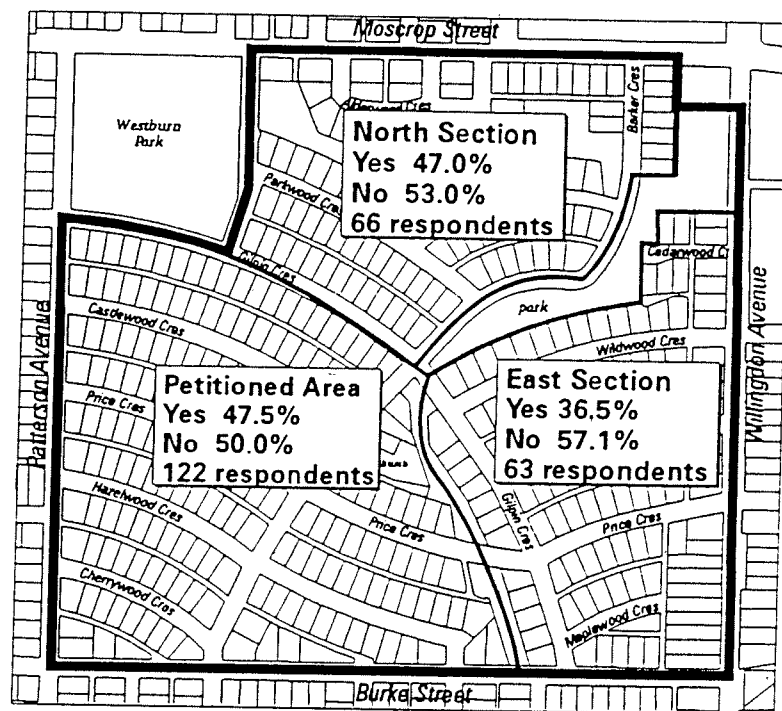 Moscrop Street
Westburn
Park
Barker Cres
North Section
Yes 47.0%
No 53.0%
66 respondents
Parkwood Cres
Gilpin Cres
Cedarwood C
park
Patterson Avenue
Willingdon Avenue
Castlewood Cres
Wildwood Cres
Petitioned Area
Yes 47.5%
No 50.0%
122 respondents
East Section
Yes 36.5%
No 57.1%
63 respondents
Price Cres
Hazelwood Cres
Price Cres
Gilpin Cres
Price Cres
Cherrywood Cres
Maplewood Cres
Burke Street